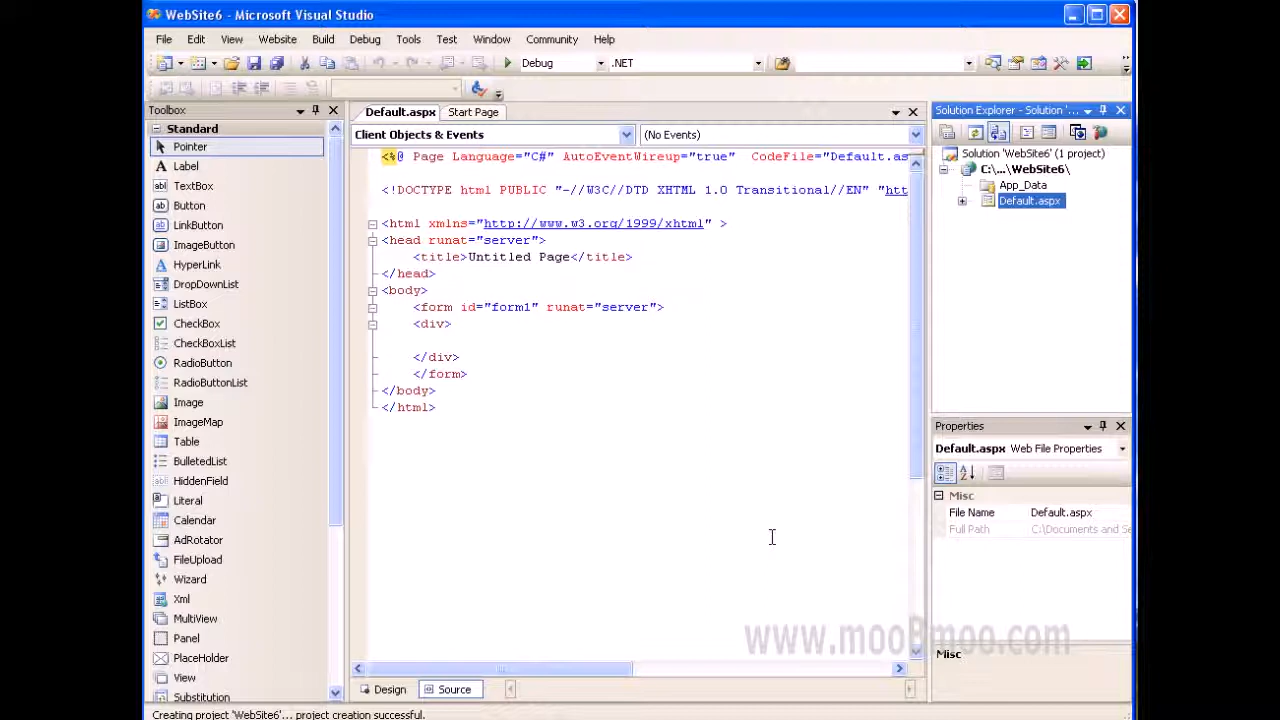 WebSite6 - Microsoft Visual Studio
File Edit View Website Build Debug Tools Test Window Community Help
Debug .NET
Toolbox
Standard
Pointer
Label
TextBox
Button
LinkButton
ImageButton
HyperLink
DropDownList
ListBox
CheckBox
CheckBoxList
RadioButton
RadioButtonList
Image
ImageMap
Table
BulletedList
HiddenField
Literal
Calendar
AdRotator
FileUpload
Wizard
Xml
MultiView
Panel
PlaceHolder
View
Substitution
Default.aspx Start Page
Client Objects & Events (No Events)
<%@ Page Language="C#" AutoEventWireup="true" CodeFile="Default.as
<!DOCTYPE html PUBLIC "-//W3C//DTD XHTML 1.0 Transitional//EN" "htt
<html xmlns="http://www.w3.org/1999/xhtml" >
<head runat="server">
<title>Untitled Page</title>
</head>
<body>
<form id="form1" runat="server">
<div>
</div>
</form>
</body>
</html>
Design Source
Solution Explorer - Solution '...
Solution 'WebSite6' (1 project)
C:\...\WebSite6\
App_Data
Default.aspx
Properties
Default.aspx Web File Properties
Misc
File Name Default.aspx
Full Path C:\Documents and Se
Misc
www.mooBmoo.com
Creating project 'WebSite6'... project creation successful.